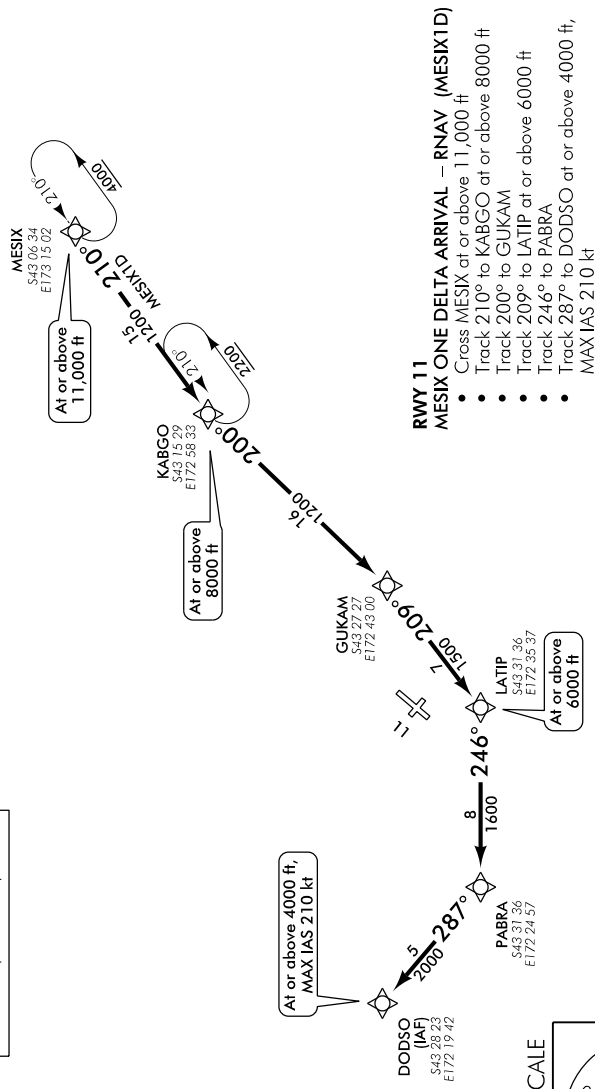 MESIX
S43 06 34
E173 15 02
210°
4000
At or above
11,000 ft
210°
MESIX1D
15
1200
KABGO
S43 15 29
E172 58 33
210°
2200
At or above
8000 ft
200°
16
1200
GUKAM
S43 27 27
E172 43 00
209°
7
1500
11
LATIP
S43 31 36
E172 35 37
At or above
6000 ft
246°
8
1600
PABRA
S43 31 36
E172 24 57
287°
5
2000
At or above 4000 ft,
MAX IAS 210 kt
DODSO
(IAF)
S43 28 23
E172 19 42
RWY 11
MESIX ONE DELTA ARRIVAL – RNAV (MESIX1D)
• Cross MESIX at or above 11,000 ft
• Track 210° to KABGO at or above 8000 ft
• Track 200° to GUKAM
• Track 209° to LATIP at or above 6000 ft
• Track 246° to PABRA
• Track 287° to DODSO at or above 4000 ft,
MAX IAS 210 kt
CALE